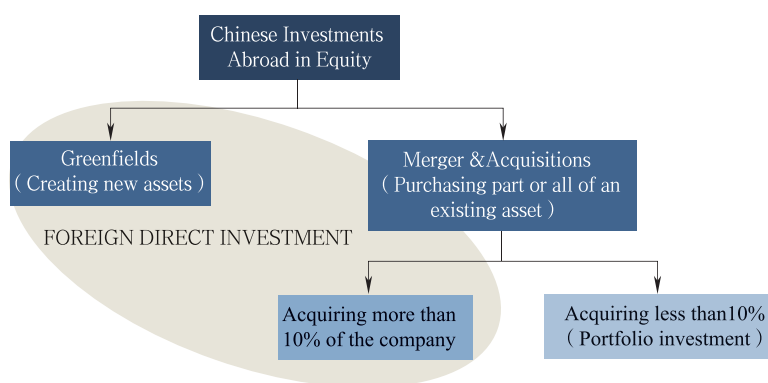 Chinese Investments
Abroad in Equity
Greenfields
( Creating new assets )
Merger &Acquisitions
( Purchasing part or all of an
existing asset )
FOREIGN DIRECT INVESTMENT
Acquiring more than
10% of the company
Acquiring less than10%
( Portfolio investment )